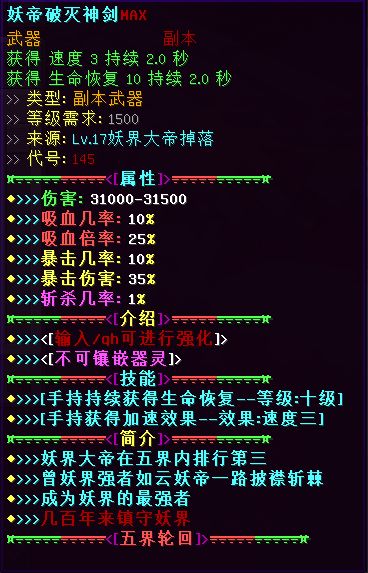 妖帝破灭神剑MAX
武器 副本
获得 速度 3 持续 2.0 秒
获得 生命恢复 10 持续 2.0 秒
>> 类型: 副本武器
>> 等级需求: 1500
>> 来源: Lv.17妖界大帝掉落
>> 代号: 145
<[属性]>
◆>>>伤害: 31000-31500
◆>>>吸血几率: 10%
◆>>>吸血倍率: 25%
◆>>>暴击几率: 10%
◆>>>暴击伤害: 35%
◆>>>斩杀几率: 1%
<[介绍]>
◆>>><[输入/qh可进行强化]>
◆>>><[不可镶嵌器灵]>
<[技能]>
◆>>>[手持持续获得生命恢复--等级:十级]
◆>>>[手持获得加速效果--效果:速度三]
<[简介]>
◆>>>妖界大帝在五界内排行第三
◆>>>曾妖界强者如云妖帝一路披襟斩棘
◆>>>成为妖界的最强者
◆>>>几百年来镇守妖界
<[五界轮回]>